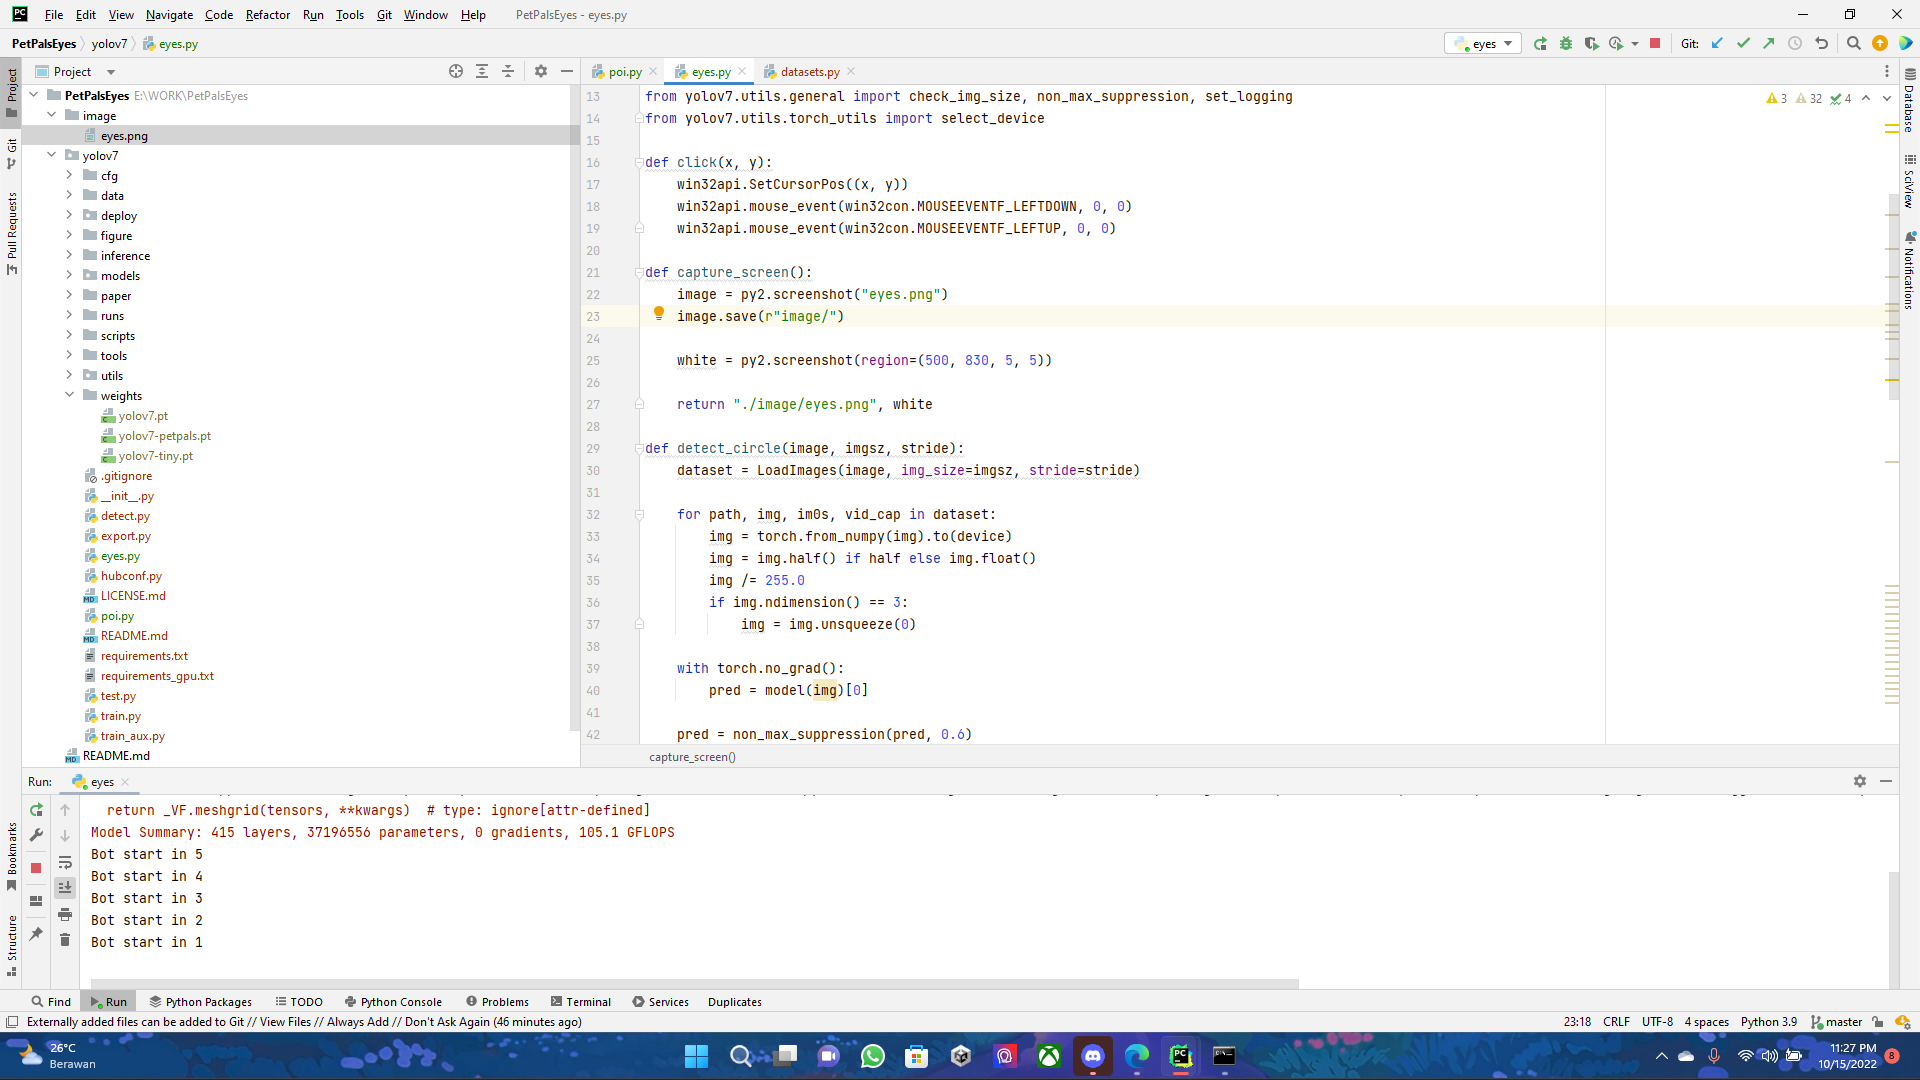 File Edit View Navigate Code Refactor Run Tools Git Window Help PetPalsEyes - eyes.py
PetPalsEyes yolov7 eyes.py
eyes Git:
Project
poi.py eyes.py datasets.py
PetPalsEyes E:\WORK\PetPalsEyes
image
eyes.png
yolov7
cfg
data
deploy
figure
inference
models
paper
runs
scripts
tools
utils
weights
yolov7.pt
yolov7-petpals.pt
yolov7-tiny.pt
.gitignore
__init__.py
detect.py
export.py
eyes.py
hubconf.py
LICENSE.md
poi.py
README.md
requirements.txt
requirements_gpu.txt
test.py
train.py
train_aux.py
README.md
Project
Git
Pull Requests
Bookmarks
Structure
3 32 4
13 from yolov7.utils.general import check_img_size, non_max_suppression, set_logging
14 from yolov7.utils.torch_utils import select_device
15
16 def click(x, y):
17 win32api.SetCursorPos((x, y))
18 win32api.mouse_event(win32con.MOUSEEVENTF_LEFTDOWN, 0, 0)
19 win32api.mouse_event(win32con.MOUSEEVENTF_LEFTUP, 0, 0)
20
21 def capture_screen():
22 image = py2.screenshot("eyes.png")
23 image.save(r"image/")
24
25 white = py2.screenshot(region=(500, 830, 5, 5))
26
27 return "./image/eyes.png", white
28
29 def detect_circle(image, imgsz, stride):
30 dataset = LoadImages(image, img_size=imgsz, stride=stride)
31
32 for path, img, im0s, vid_cap in dataset:
33 img = torch.from_numpy(img).to(device)
34 img = img.half() if half else img.float()
35 img /= 255.0
36 if img.ndimension() == 3:
37 img = img.unsqueeze(0)
38
39 with torch.no_grad():
40 pred = model(img)[0]
41
42 pred = non_max_suppression(pred, 0.6)
capture_screen()
Database
SciView
Notifications
Run: eyes
return _VF.meshgrid(tensors, **kwargs)  # type: ignore[attr-defined]
Model Summary: 415 layers, 37196556 parameters, 0 gradients, 105.1 GFLOPS
Bot start in 5
Bot start in 4
Bot start in 3
Bot start in 2
Bot start in 1
Find Run Python Packages TODO Python Console Problems Terminal Services Duplicates
Externally added files can be added to Git // View Files // Always Add // Don't Ask Again (46 minutes ago)
23:18 CRLF UTF-8 4 spaces Python 3.9 master
26°C
Berawan
11:27 PM
10/15/2022
8